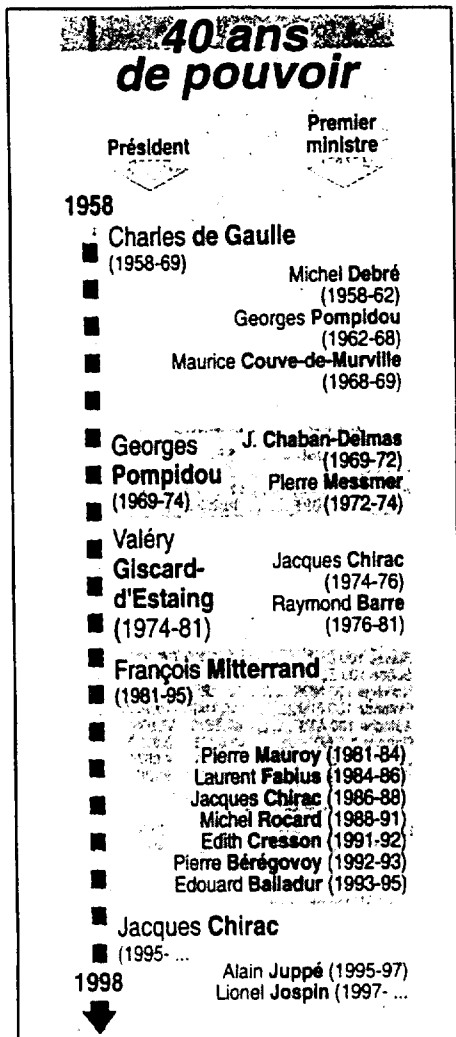 40 ans
de pouvoir
Président
Premier
ministre
1958
Charles de Gaulle
(1958-69)
Michel Debré
(1958-62)
Georges Pompidou
(1962-68)
Maurice Couve-de-Murville
(1968-69)
Georges
Pompidou
(1969-74)
J. Chaban-Delmas
(1969-72)
Pierre Messmer
(1972-74)
Valéry
Giscard-
d'Estaing
(1974-81)
Jacques Chirac
(1974-76)
Raymond Barre
(1976-81)
François Mitterrand
(1981-95)
Pierre Mauroy (1981-84)
Laurent Fabius (1984-86)
Jacques Chirac (1986-88)
Michel Rocard (1988-91)
Edith Cresson (1991-92)
Pierre Bérégovoy (1992-93)
Edouard Balladur (1993-95)
Jacques Chirac
(1995- ...
1998
Alain Juppé (1995-97)
Lionel Jospin (1997- ...